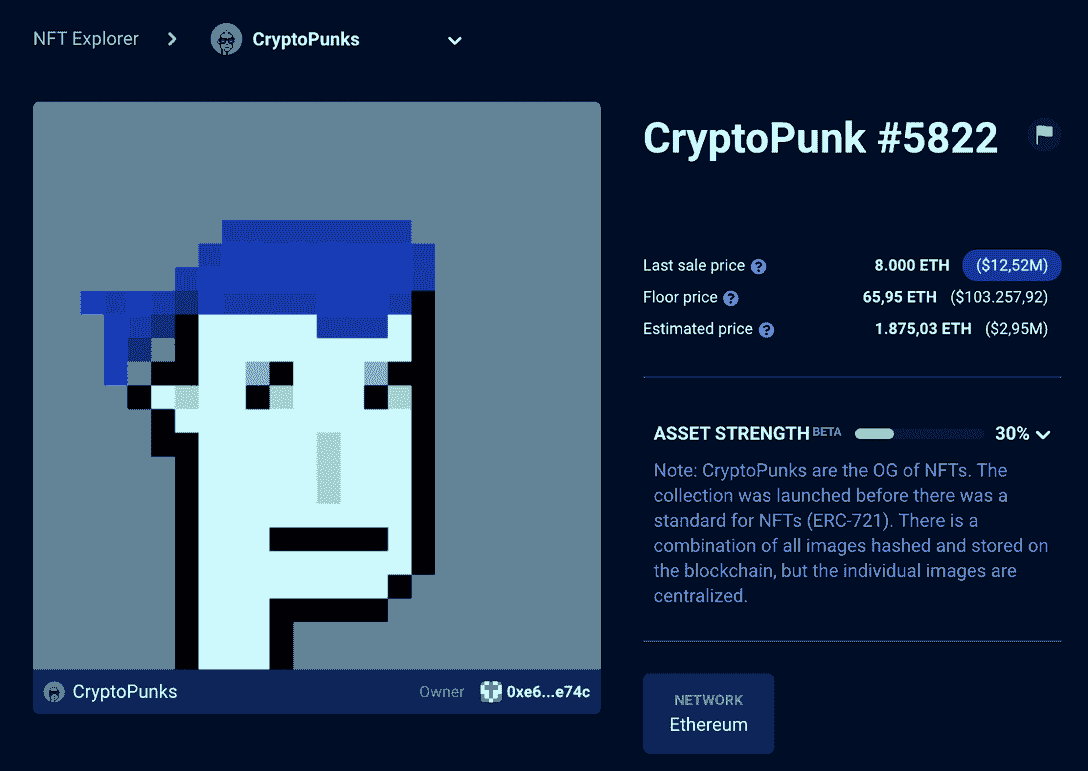 NFT Explorer > CryptoPunks
CryptoPunk #5822
Last sale price ? 8.000 ETH ($12,52M)
Floor price ? 65,95 ETH ($103.257,92)
Estimated price ? 1.875,03 ETH ($2,95M)
ASSET STRENGTH BETA 30%
Note: CryptoPunks are the OG of NFTs. The
collection was launched before there was a
standard for NFTs (ERC-721). There is a
combination of all images hashed and stored on
the blockchain, but the individual images are
centralized.
CryptoPunks Owner 0xe6...e74c
NETWORK
Ethereum